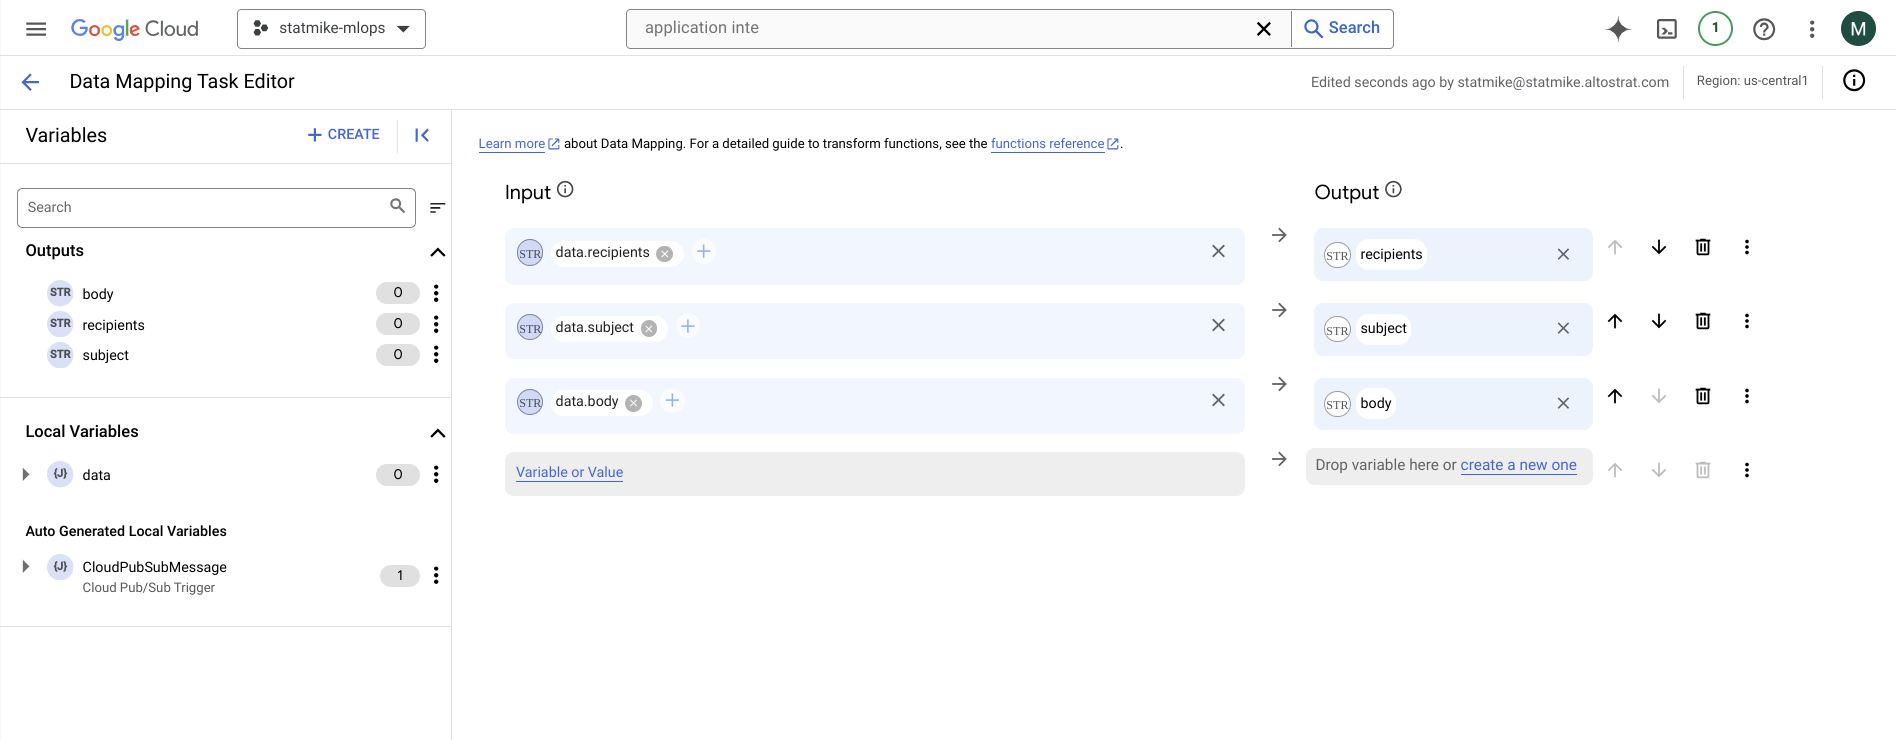 Google Cloud
statmike-mlops
application inte
Search
1
M
Data Mapping Task Editor
Edited seconds ago by statmike@statmike.altostrat.com
Region: us-central1
Variables
CREATE
Search
Outputs
STR body 0
STR recipients 0
STR subject 0
Local Variables
{J} data 0
Auto Generated Local Variables
{J} CloudPubSubMessage 1
Cloud Pub/Sub Trigger
Learn more about Data Mapping. For a detailed guide to transform functions, see the functions reference.
Input
Output
STR data.recipients
STR recipients
STR data.subject
STR subject
STR data.body
STR body
Variable or Value
Drop variable here or create a new one